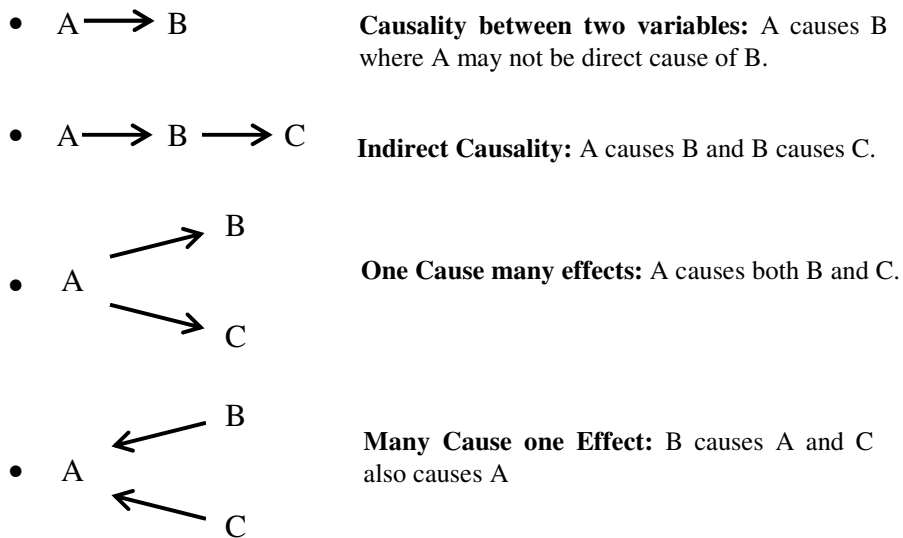 • A B Causality between two variables: A causes B
where A may not be direct cause of B.
• A B C Indirect Causality: A causes B and B causes C.
B
• A One Cause many effects: A causes both B and C.
C
B
Many Cause one Effect: B causes A and C
• A also causes A
C